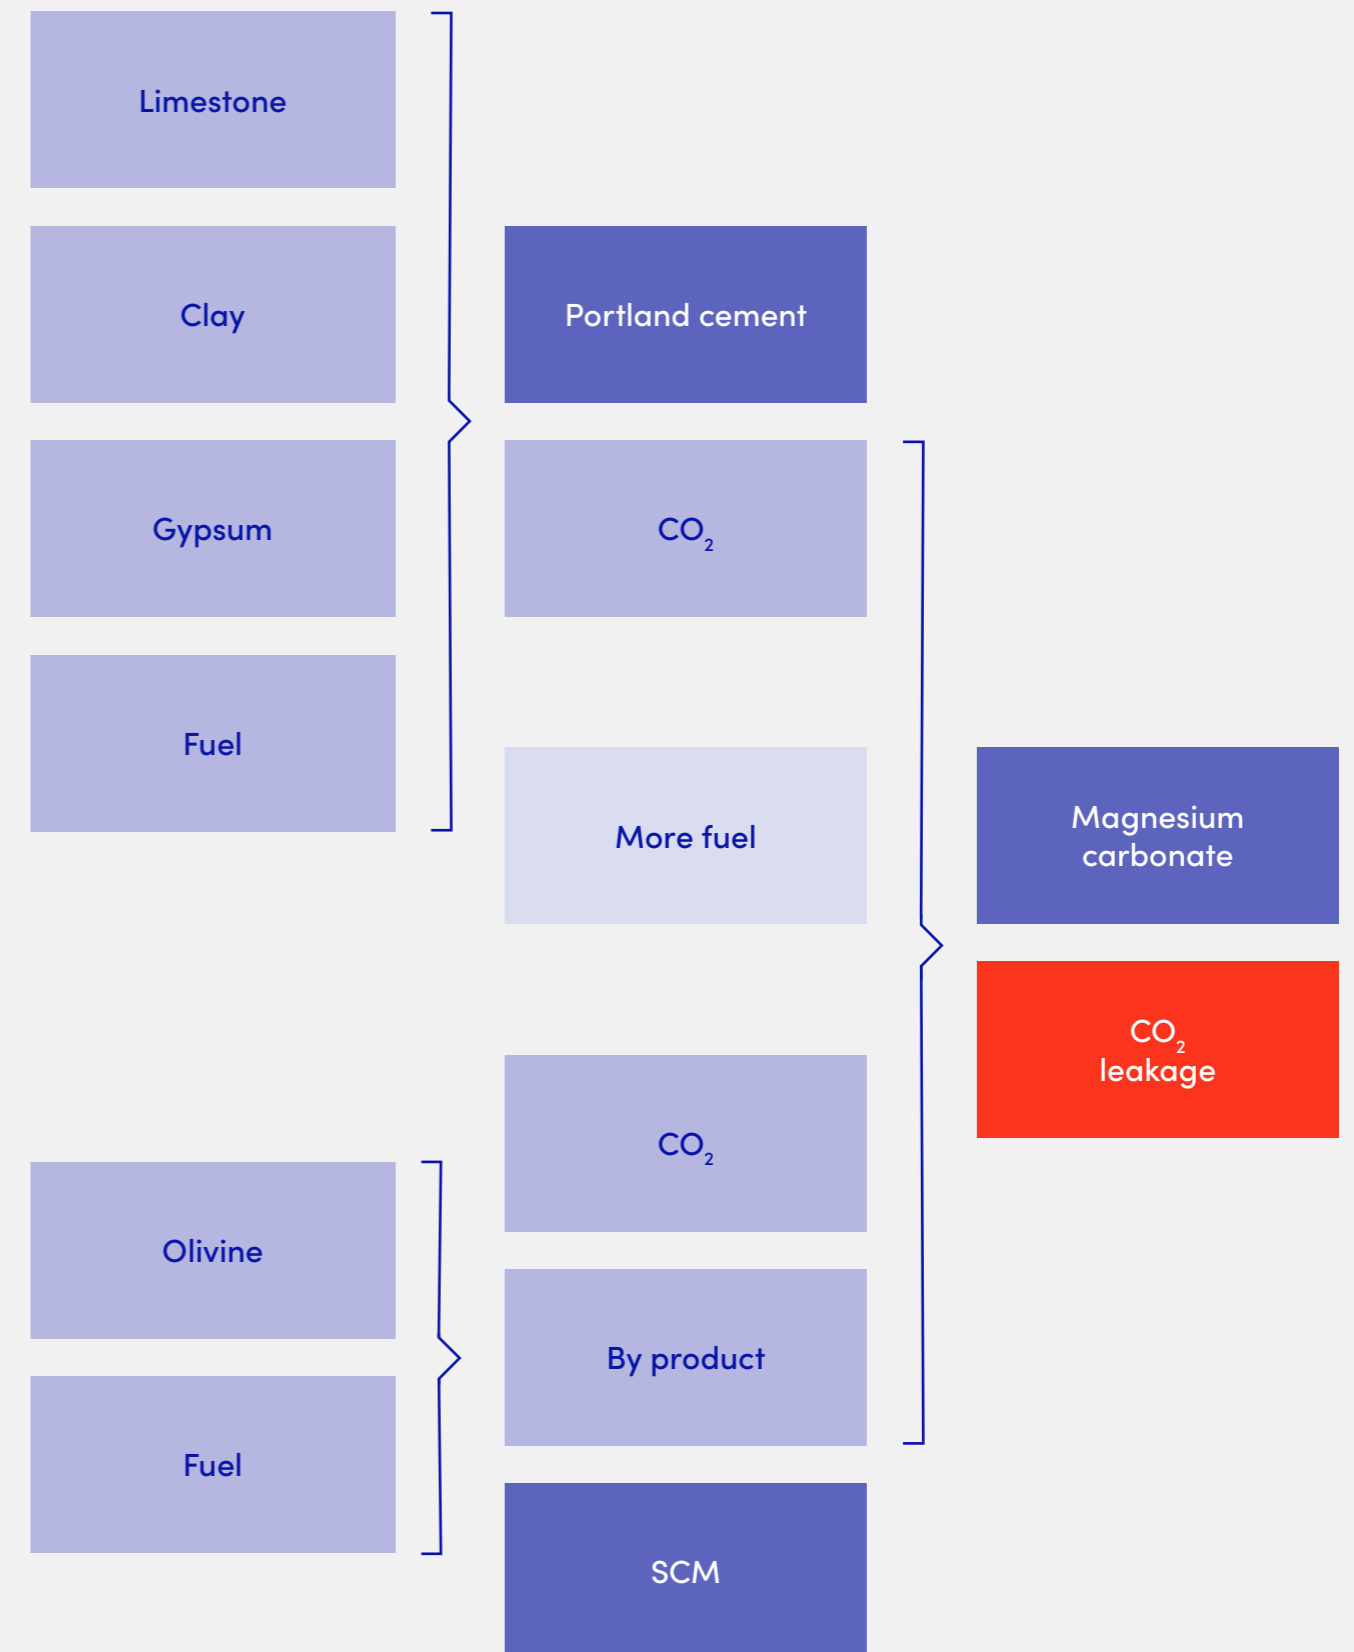 Limestone
Clay
Gypsum
Fuel
Portland cement
CO₂
More fuel
Magnesium
carbonate
CO₂
leakage
CO₂
Olivine
By product
Fuel
SCM